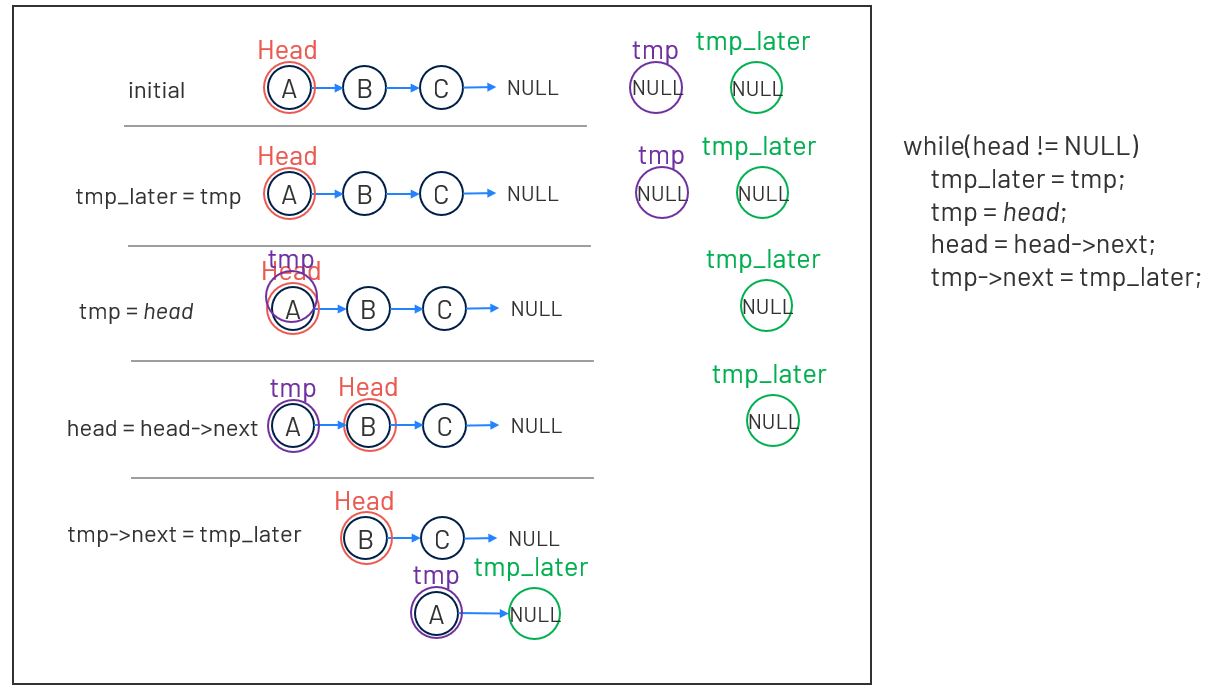 Head
tmp
tmp_later
initial
A
B
C
NULL
NULL
NULL
Head
tmp
tmp_later
tmp_later = tmp
A
B
C
NULL
NULL
NULL
tmp
Head
tmp_later
tmp = head
A
B
C
NULL
NULL
tmp
Head
tmp_later
head = head->next
A
B
C
NULL
NULL
Head
tmp->next = tmp_later
B
C
NULL
tmp
tmp_later
A
NULL
while(head != NULL)
tmp_later = tmp;
tmp = head;
head = head->next;
tmp->next = tmp_later;